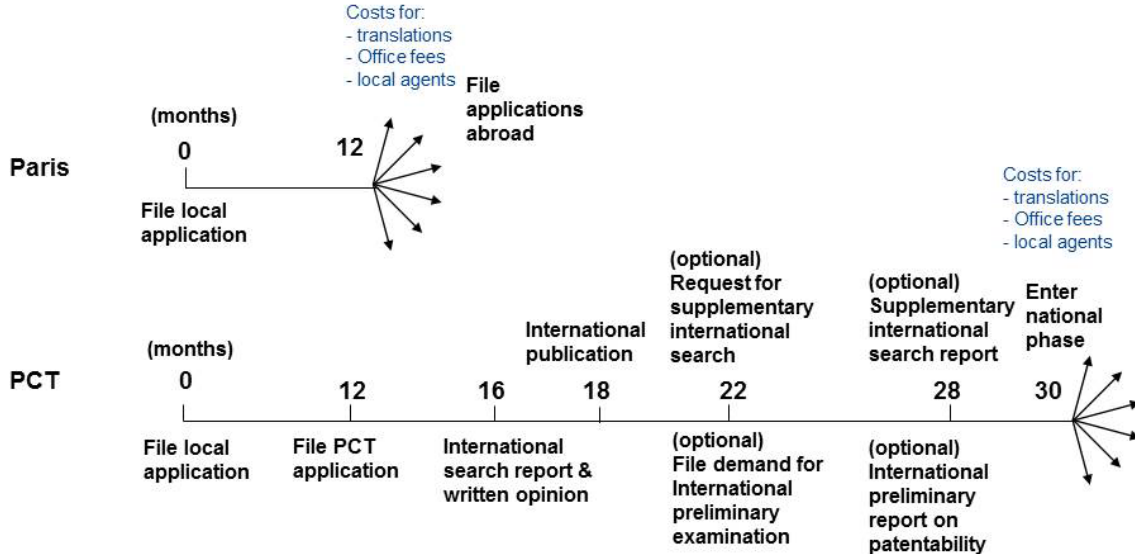 Costs for:
- translations
- Office fees
- local agents
File
applications
abroad
(months)
0
12
Paris
File local
application
Costs for:
- translations
- Office fees
- local agents
(optional)
Request for
supplementary
international
search
(optional)
Supplementary
international
search report
Enter
national
phase
International
publication
(months)
PCT
0
12
16
18
22
28
30
File local
application
File PCT
application
International
search report &
written opinion
(optional)
File demand for
International
preliminary
examination
(optional)
International
preliminary
report on
patentability